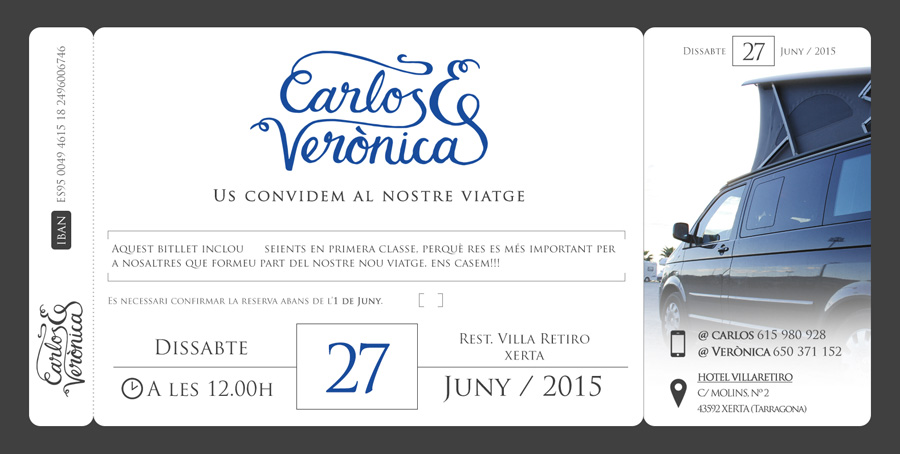 IBAN ES95 0049 4615 18 2496006746
Carlos &
Verònica
Carlos &
Verònica
Us convidem al nostre viatge
Aquest bitllet inclou seients en primera classe, perquè res es més important per
a nosaltres que formeu part del nostre nou viatge. ens casem!!!
Es necessari confirmar la reserva abans de l'1 de Juny. [ ]
Dissabte
A les 12.00h
27
Rest. Villa Retiro
xerta
Juny / 2015
Dissabte 27 Juny / 2015
@ carlos 615 980 928
@ Verònica 650 371 152
HOTEL VILLARETIRO
C/ MOLINS, Nº 2
43592 XERTA (Tarragona)